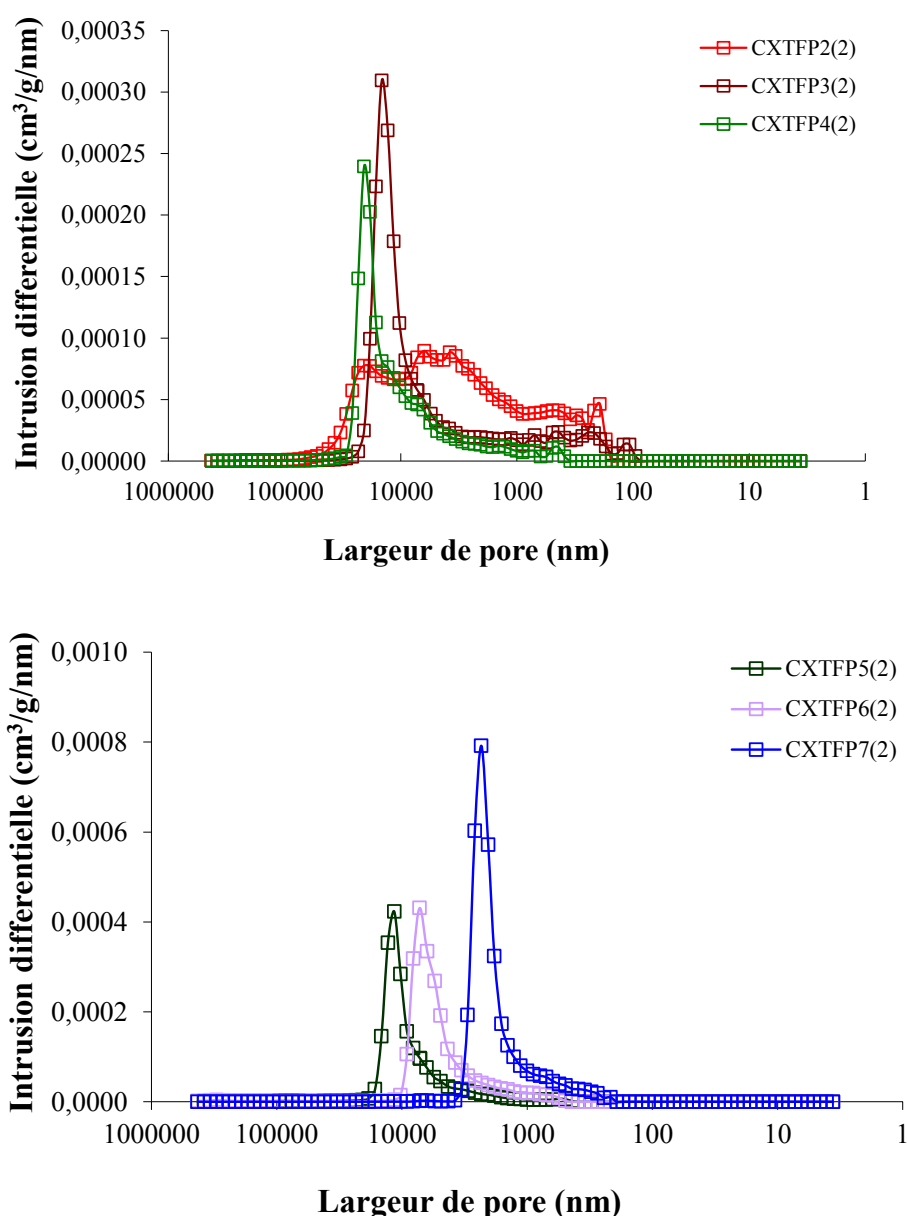 Intrusion differentielle (cm³/g/nm)
0,00035
0,00030
0,00025
0,00020
0,00015
0,00010
0,00005
0,00000
CXTFP2(2)
CXTFP3(2)
CXTFP4(2)
1000000 100000 10000 1000 100 10 1
Largeur de pore (nm)
Intrusion differentielle (cm³/g/nm)
0,0010
0,0008
0,0006
0,0004
0,0002
0,0000
CXTFP5(2)
CXTFP6(2)
CXTFP7(2)
1000000 100000 10000 1000 100 10 1
Largeur de pore (nm)